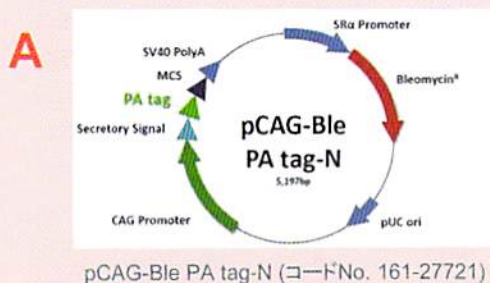 A
SRα Promoter
SV40 PolyA
MCS
Bleomycinᴿ
PA tag
Secretory Signal
pCAG-Ble
PA tag-N
5,197bp
CAG Promoter
pUC ori
pCAG-Ble PA tag-N (コードNo. 161-27721)